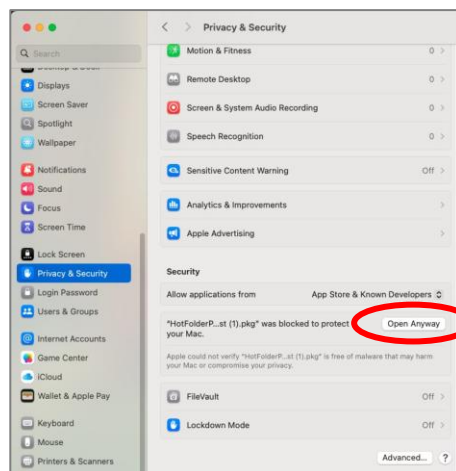 Privacy & Security
Search
Displays
Screen Saver
Spotlight
Wallpaper
Notifications
Sound
Focus
Screen Time
Lock Screen
Privacy & Security
Login Password
Users & Groups
Internet Accounts
Game Center
iCloud
Wallet & Apple Pay
Keyboard
Mouse
Printers & Scanners
Motion & Fitness 0
Remote Desktop 0
Screen & System Audio Recording 0
Speech Recognition 0
Sensitive Content Warning Off
Analytics & Improvements
Apple Advertising
Security
Allow applications from App Store & Known Developers
"HotFolderP...st (1).pkg" was blocked to protect Open Anyway
your Mac.
Apple could not verify "HotFolderP...st (1).pkg" is free of malware that may harm
your Mac or compromise your privacy.
FileVault Off
Lockdown Mode Off
Advanced... ?